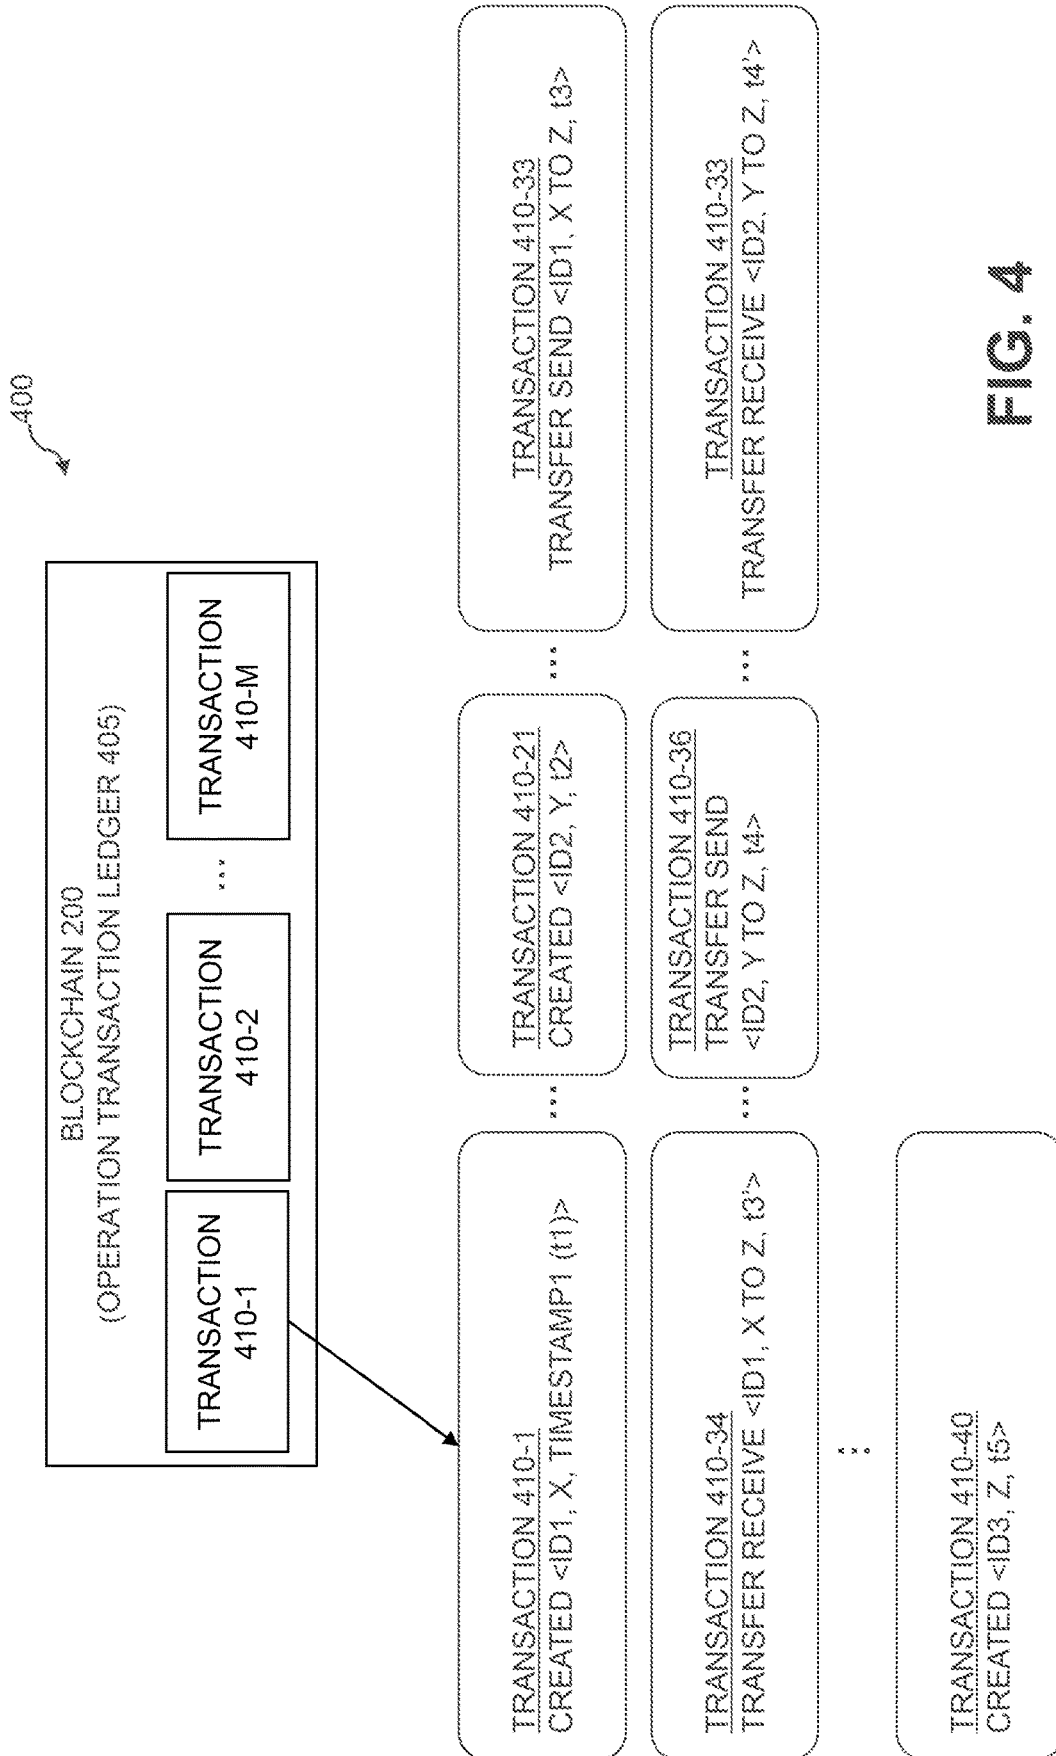 400
BLOCKCHAIN 200
(OPERATION TRANSACTION LEDGER 405)
TRANSACTION
410-1
TRANSACTION
410-2
...
TRANSACTION
410-M
TRANSACTION 410-1
CREATED <ID1, X, TIMESTAMP1 (t1)>
...
TRANSACTION 410-21
CREATED <ID2, Y, t2>
...
TRANSACTION 410-33
TRANSFER SEND <ID1, X TO Z, t3>
TRANSACTION 410-34
TRANSFER RECEIVE <ID1, X TO Z, t3'>
...
TRANSACTION 410-36
TRANSFER SEND
<ID2, Y TO Z, t4>
...
TRANSACTION 410-33
TRANSFER RECEIVE <ID2, Y TO Z, t4'>
...
TRANSACTION 410-40
CREATED <ID3, Z, t5>
FIG. 4